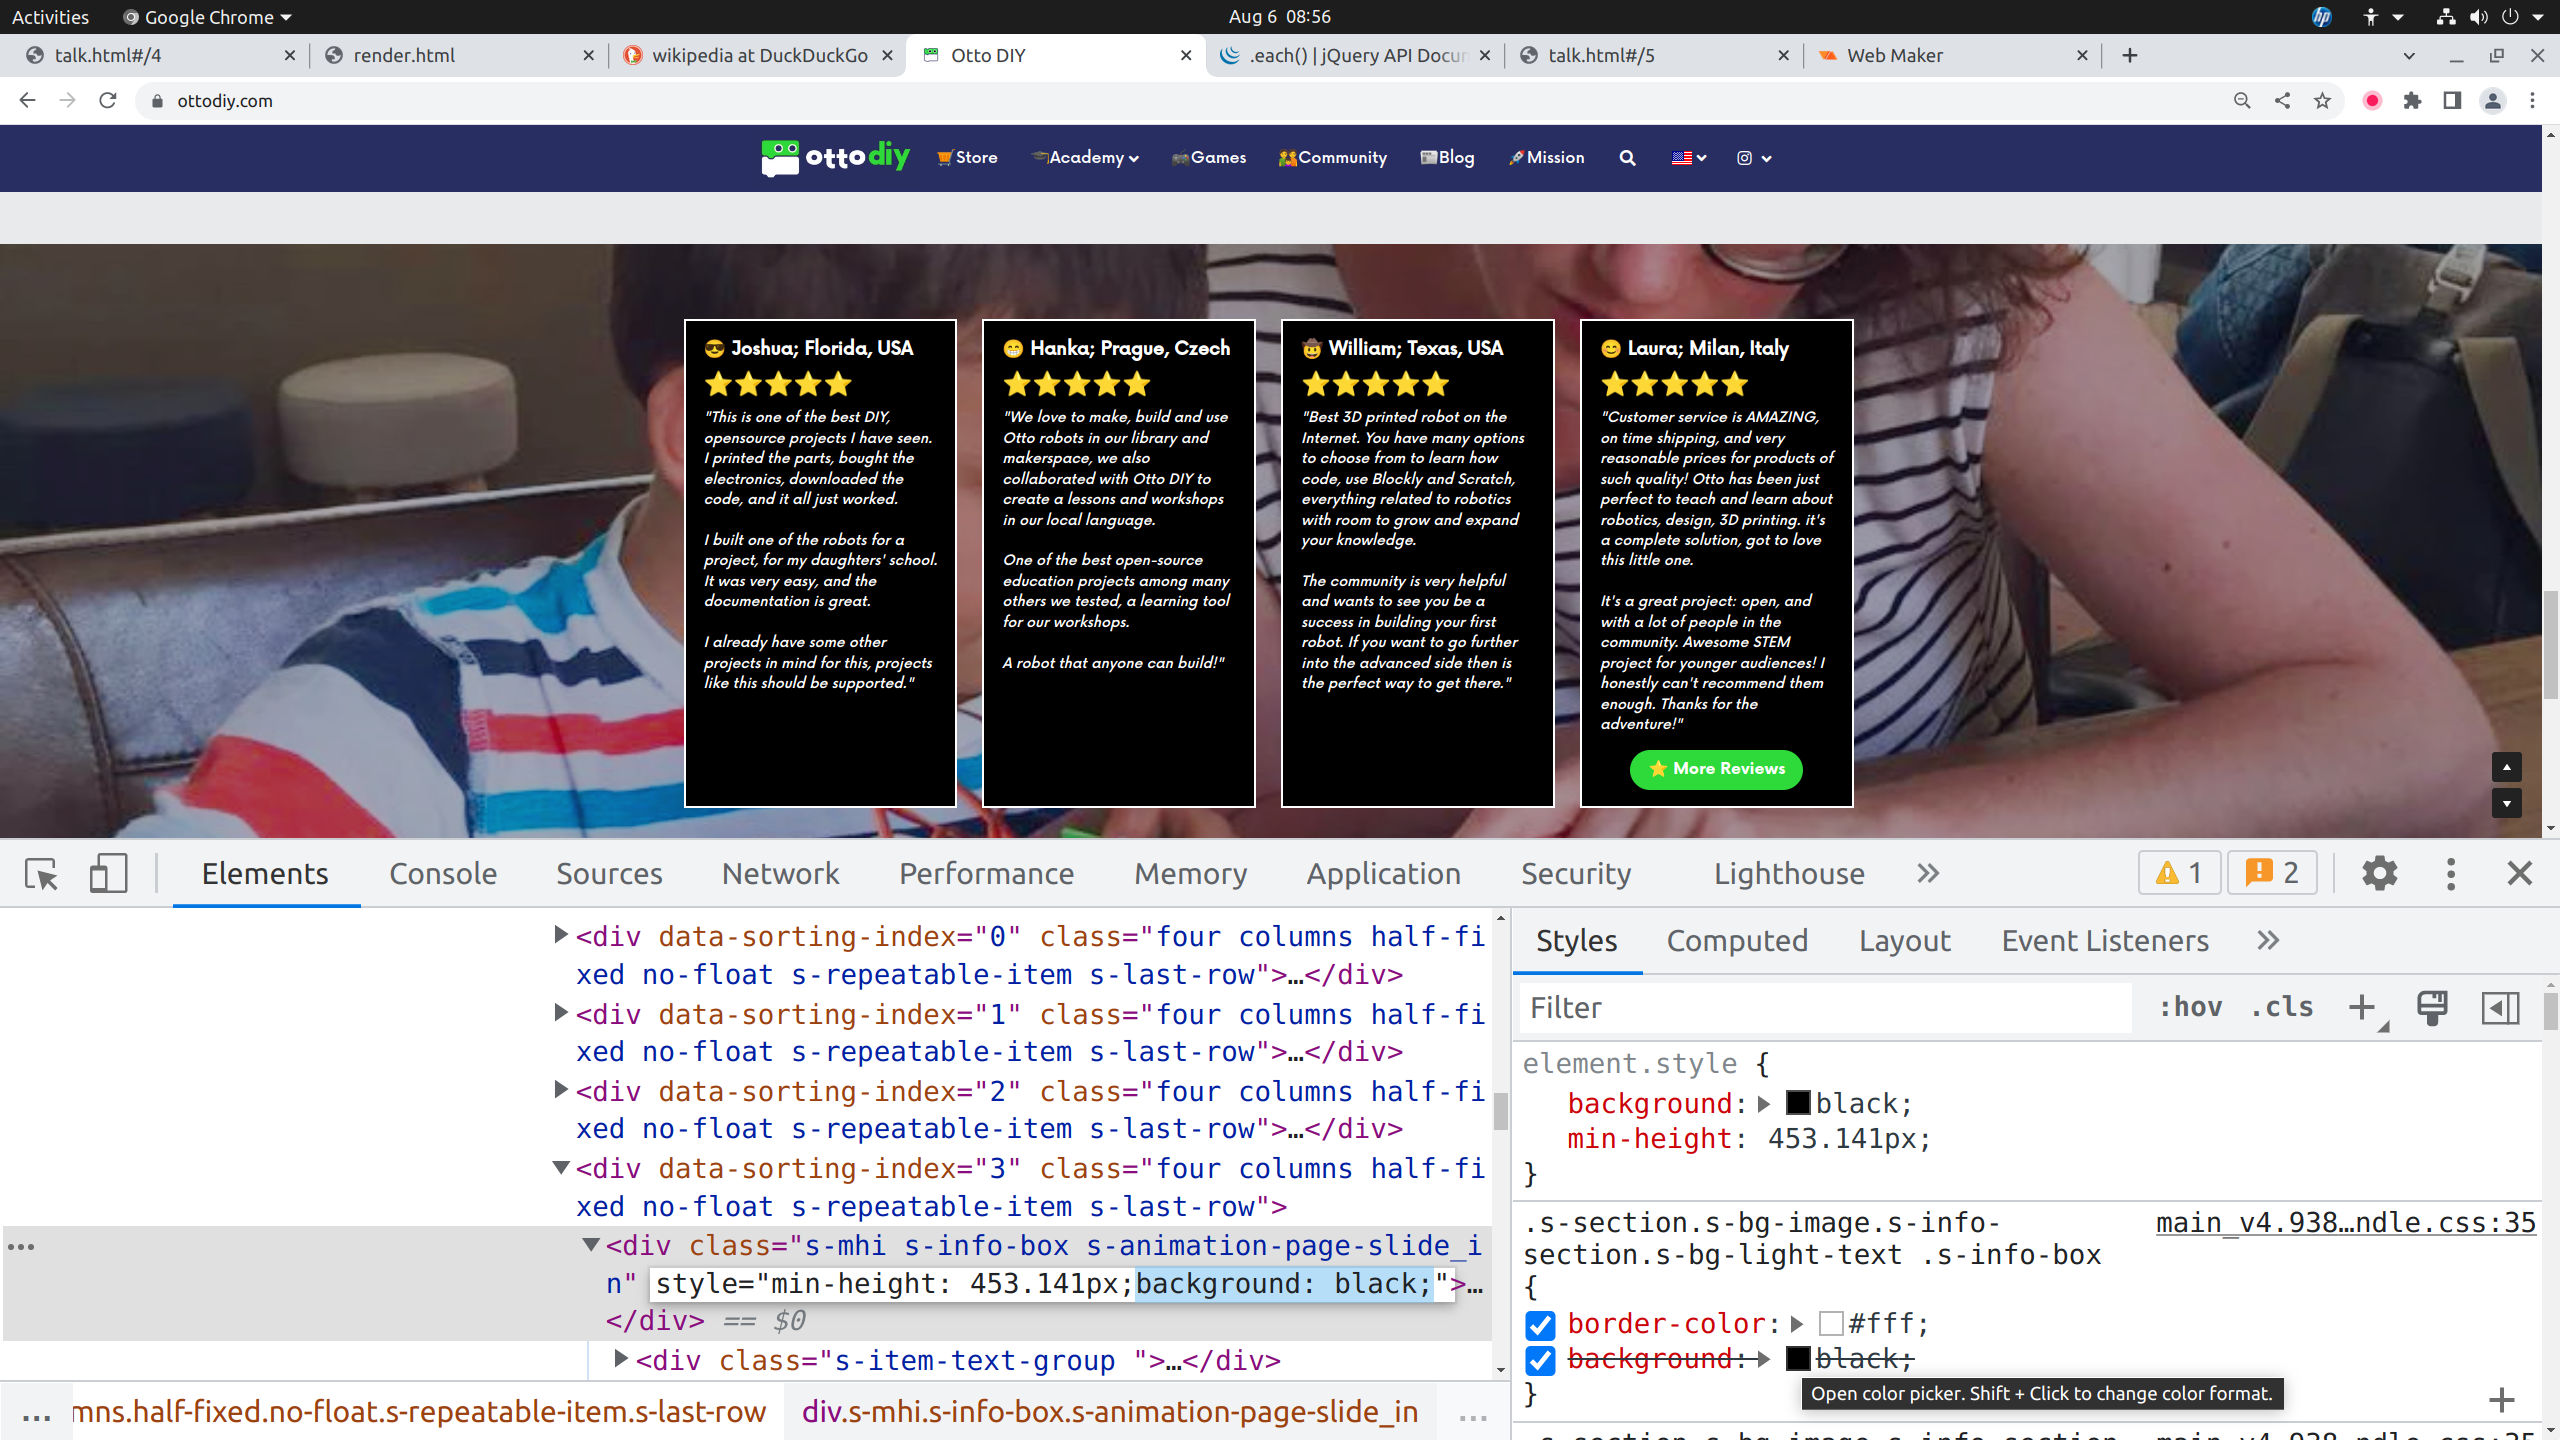 Activities
Google Chrome
Aug 6 08:56
talk.html#/4
render.html
wikipedia at DuckDuckGo
Otto DIY
.each() | jQuery API Docum
talk.html#/5
Web Maker
ottodiy.com
otto diy
Store
Academy
Games
Community
Blog
Mission
Joshua; Florida, USA
"This is one of the best DIY,
opensource projects I have seen.
I printed the parts, bought the
electronics, downloaded the
code, and it all just worked.
I built one of the robots for a
project, for my daughters' school.
It was very easy, and the
documentation is great.
I already have some other
projects in mind for this, projects
like this should be supported."
Hanka; Prague, Czech
"We love to make, build and use
Otto robots in our library and
makerspace, we also
collaborated with Otto DIY to
create a lessons and workshops
in our local language.
One of the best open-source
education projects among many
others we tested, a learning tool
for our workshops.
A robot that anyone can build!"
William; Texas, USA
"Best 3D printed robot on the
Internet. You have many options
to choose from to learn how
code, use Blockly and Scratch,
everything related to robotics
with room to grow and expand
your knowledge.
The community is very helpful
and wants to see you be a
success in building your first
robot. If you want to go further
into the advanced side then is
the perfect way to get there."
Laura; Milan, Italy
"Customer service is AMAZING,
on time shipping, and very
reasonable prices for products of
such quality! Otto has been just
perfect to teach and learn about
robotics, design, 3D printing. it's
a complete solution, got to love
this little one.
It's a great project: open, and
with a lot of people in the
community. Awesome STEM
project for younger audiences! I
honestly can't recommend them
enough. Thanks for the
adventure!"
More Reviews
Elements
Console
Sources
Network
Performance
Memory
Application
Security
Lighthouse
1
2
<div data-sorting-index="0" class="four columns half-fi
xed no-float s-repeatable-item s-last-row">…</div>
<div data-sorting-index="1" class="four columns half-fi
xed no-float s-repeatable-item s-last-row">…</div>
<div data-sorting-index="2" class="four columns half-fi
xed no-float s-repeatable-item s-last-row">…</div>
<div data-sorting-index="3" class="four columns half-fi
xed no-float s-repeatable-item s-last-row">
<div class="s-mhi s-info-box s-animation-page-slide_i
n" style="min-height: 453.141px;background: black;">…
</div> == $0
<div class="s-item-text-group ">…</div>
… mns.half-fixed.no-float.s-repeatable-item.s-last-row
div.s-mhi.s-info-box.s-animation-page-slide_in …
Styles
Computed
Layout
Event Listeners
Filter
:hov
.cls
element.style {
background: black;
min-height: 453.141px;
}
.s-section.s-bg-image.s-info-
main_v4.938…ndle.css:35
section.s-bg-light-text .s-info-box
{
border-color: #fff;
background: black;
}
Open color picker. Shift + Click to change color format.
.s-section.s-bg-image.s-info-section
main_v4.938…ndle.css:35